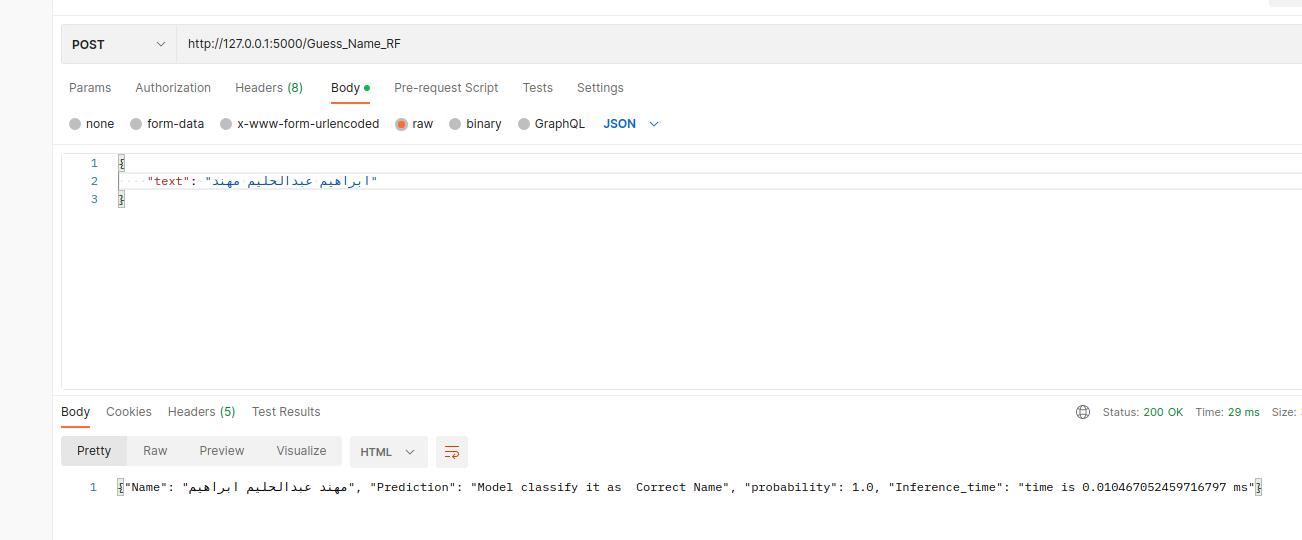 POST http://127.0.0.1:5000/Guess_Name_RF
Params Authorization Headers (8) Body Pre-request Script Tests Settings
none form-data x-www-form-urlencoded raw binary GraphQL JSON
1 {
2 "text": "ابراهيم عبدالحليم مهند"
3 }
Body Cookies Headers (5) Test Results Status: 200 OK Time: 29 ms Size:
Pretty Raw Preview Visualize HTML
1 {"Name": "مهند عبدالحليم ابراهيم", "Prediction": "Model classify it as  Correct Name", "probability": 1.0, "Inference_time": "time is 0.010467052459716797 ms"}